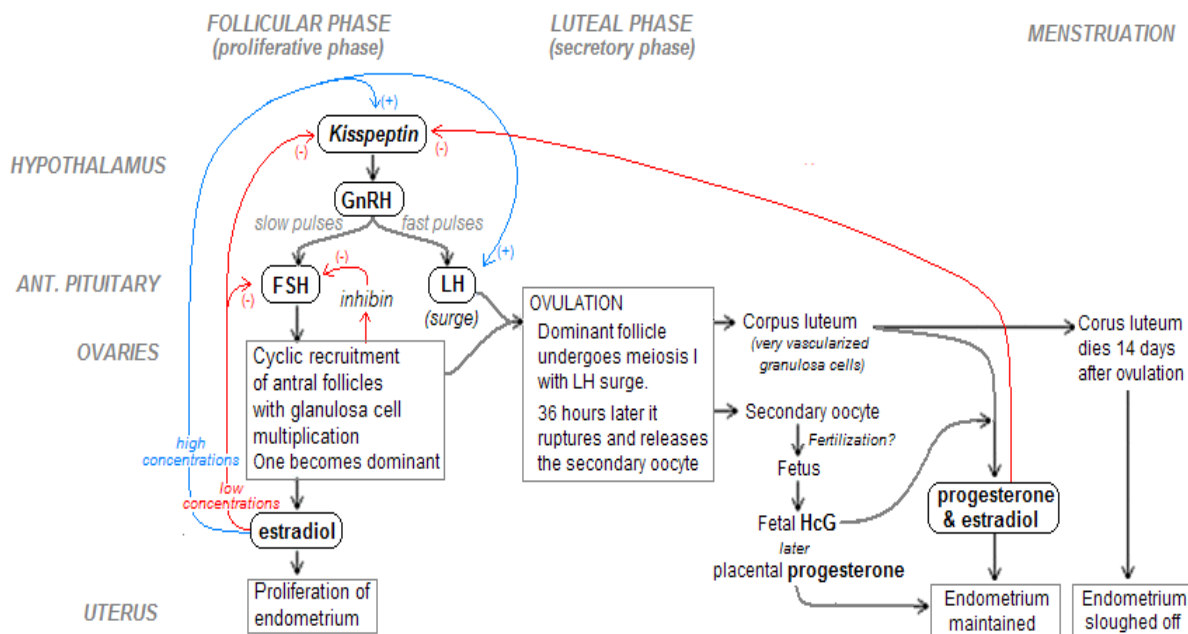 FOLLICULAR PHASE
(proliferative phase)
LUTEAL PHASE
(secretory phase)
MENSTRUATION
(+)
Kisspeptin
(-)
(-)
HYPOTHALAMUS
GnRH
slow pulses
fast pulses
(+)
ANT. PITUITARY
FSH
(-)
(-)
inhibin
LH
(surge)
OVARIES
Cyclic recruitment
of antral follicles
with glanulosa cell
multiplication
One becomes dominant
OVULATION
Dominant follicle
undergoes meiosis I
with LH surge.
36 hours later it
ruptures and releases
the secondary oocyte
Corpus luteum
(very vascularized
granulosa cells)
Corus luteum
dies 14 days
after ovulation
Secondary oocyte
Fertilization?
Fetus
Fetal HcG
later
placental progesterone
progesterone
& estradiol
high
concentrations
low
concentrations
estradiol
UTERUS
Proliferation of
endometrium
Endometrium
maintained
Endometrium
sloughed off